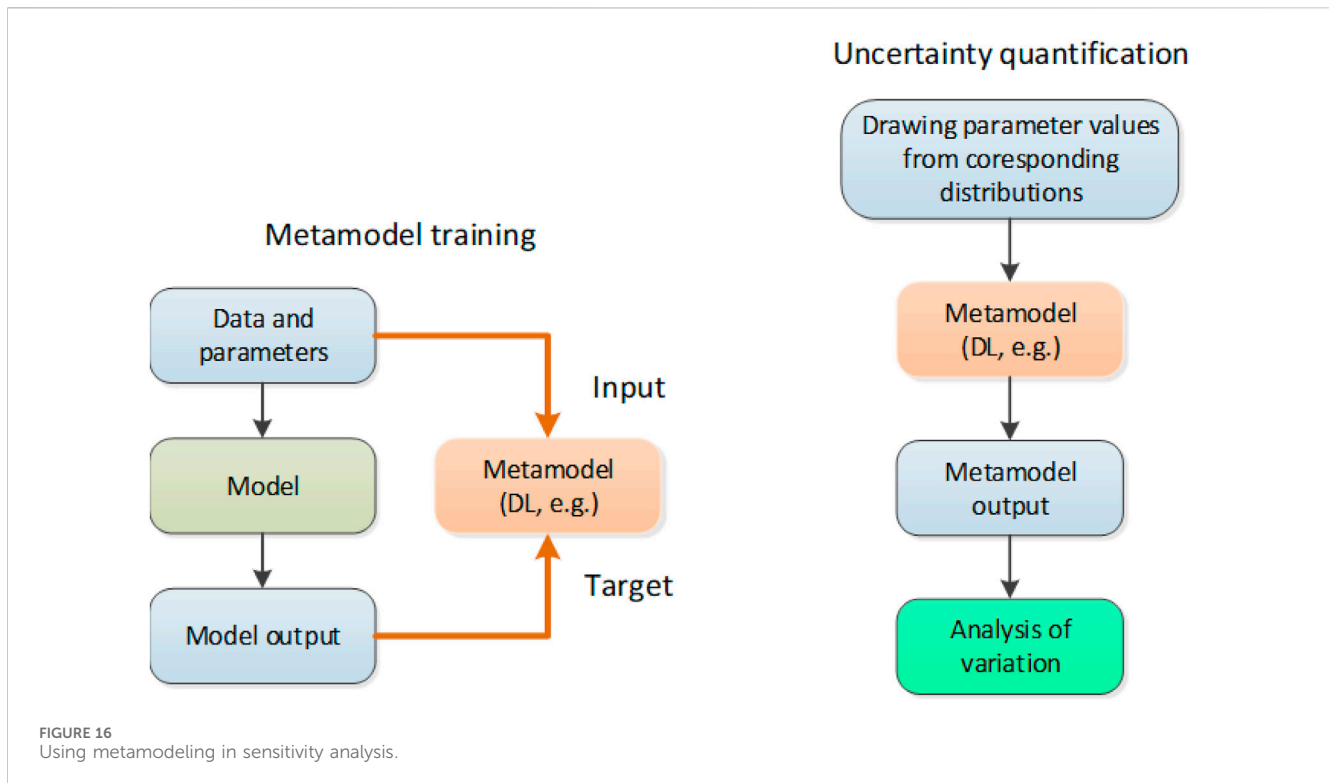 Metamodel training
Data and
parameters
Input
Model
Metamodel
(DL, e.g.)
Target
Model output
Uncertainty quantification
Drawing parameter values
from coresponding
distributions
Metamodel
(DL, e.g.)
Metamodel
output
Analysis of
variation
FIGURE 16
Using metamodeling in sensitivity analysis.